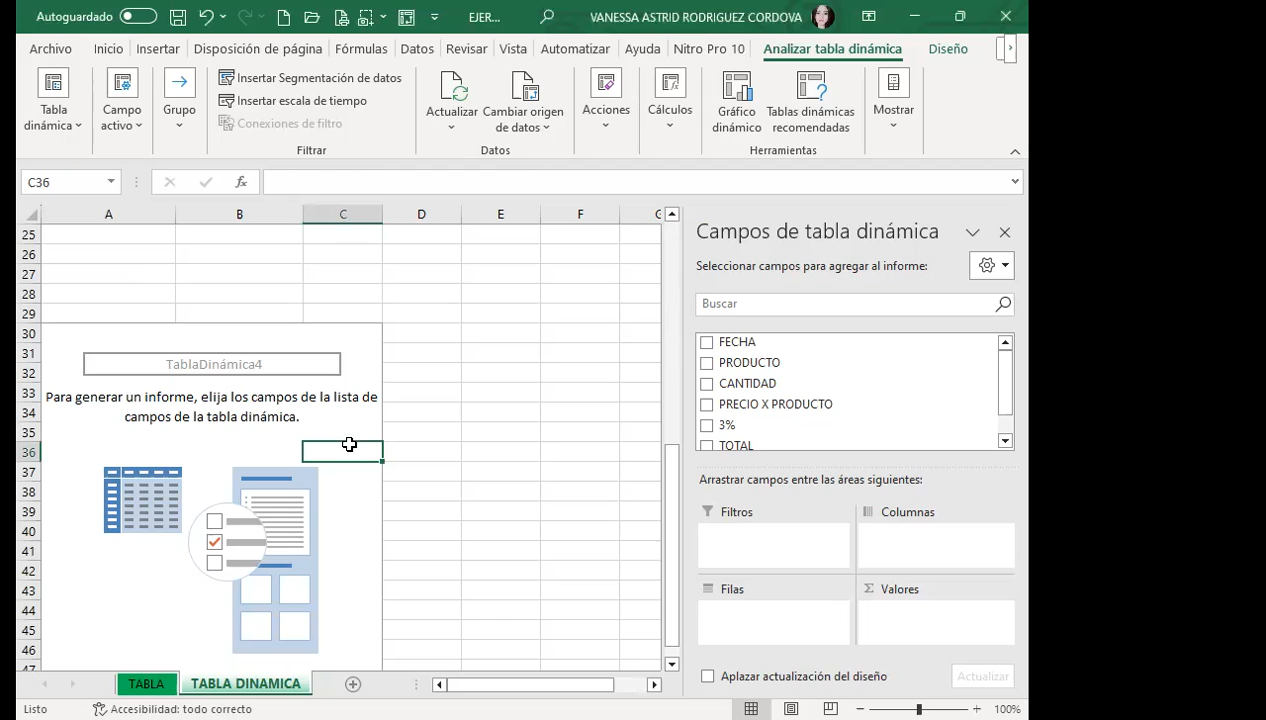 Autoguardado
EJER...
VANESSA ASTRID RODRIGUEZ CORDOVA
Archivo Inicio Insertar Disposición de página Fórmulas Datos Revisar Vista Automatizar Ayuda Nitro Pro 10 Analizar tabla dinámica Diseño
Tabla dinámica
Campo activo
Grupo
Insertar Segmentación de datos
Insertar escala de tiempo
Conexiones de filtro
Filtrar
Actualizar
Cambiar origen de datos
Datos
Acciones
Cálculos
Gráfico dinámico
Tablas dinámicas recomendadas
Herramientas
Mostrar
C36
fx
A B C D E F G
25
26
27
28
29
30
31
32
33
34
35
36
37
38
39
40
41
42
43
44
45
46
47
TablaDinámica4
Para generar un informe, elija los campos de la lista de
campos de la tabla dinámica.
Campos de tabla dinámica
Seleccionar campos para agregar al informe:
Buscar
FECHA
PRODUCTO
CANTIDAD
PRECIO X PRODUCTO
3%
TOTAL
Arrastrar campos entre las áreas siguientes:
Filtros
Columnas
Filas
Σ Valores
Aplazar actualización del diseño
Actualizar
TABLA
TABLA DINAMICA
Listo
Accesibilidad: todo correcto
100%